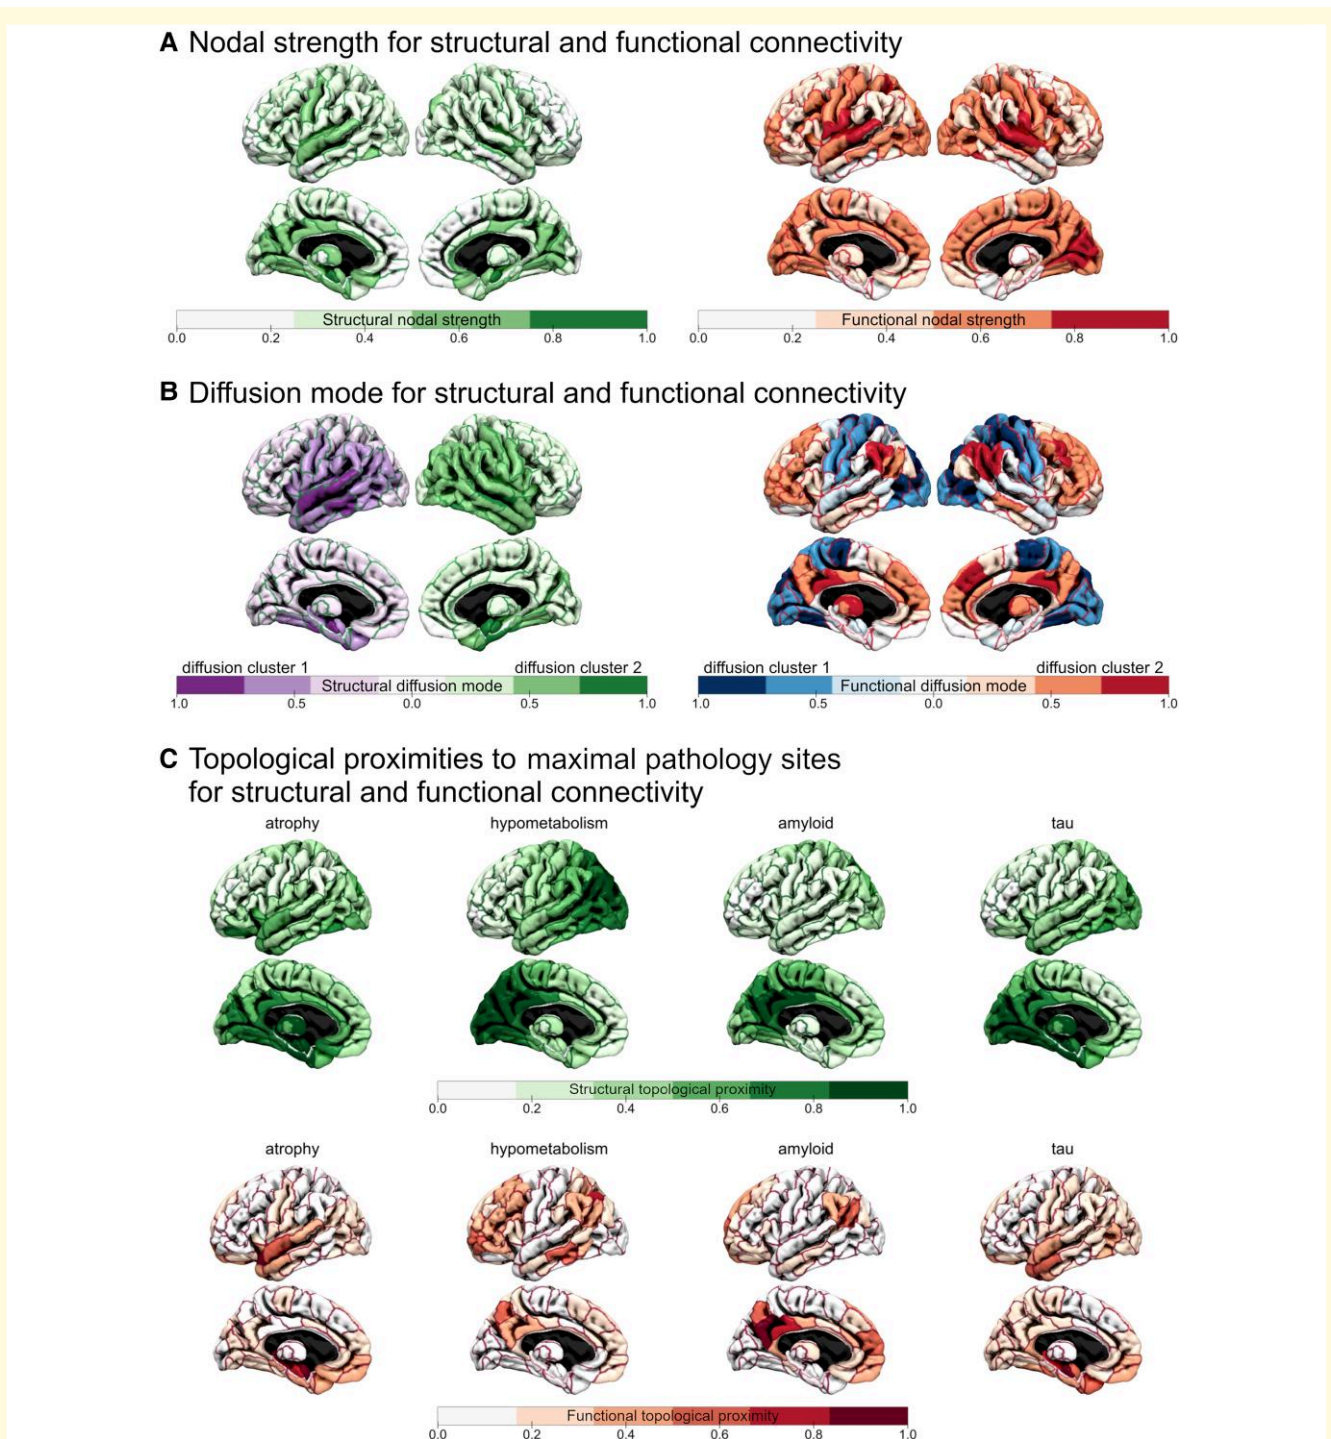 A Nodal strength for structural and functional connectivity
Structural nodal strength
0.0 0.2 0.4 0.6 0.8 1.0
Functional nodal strength
0.0 0.2 0.4 0.6 0.8 1.0
B Diffusion mode for structural and functional connectivity
diffusion cluster 1 diffusion cluster 2
Structural diffusion mode
1.0 0.5 0.0 0.5 1.0
diffusion cluster 1 diffusion cluster 2
Functional diffusion mode
1.0 0.5 0.0 0.5 1.0
C Topological proximities to maximal pathology sites
for structural and functional connectivity
atrophy hypometabolism amyloid tau
Structural topological proximity
0.0 0.2 0.4 0.6 0.8 1.0
atrophy hypometabolism amyloid tau
Functional topological proximity
0.0 0.2 0.4 0.6 0.8 1.0